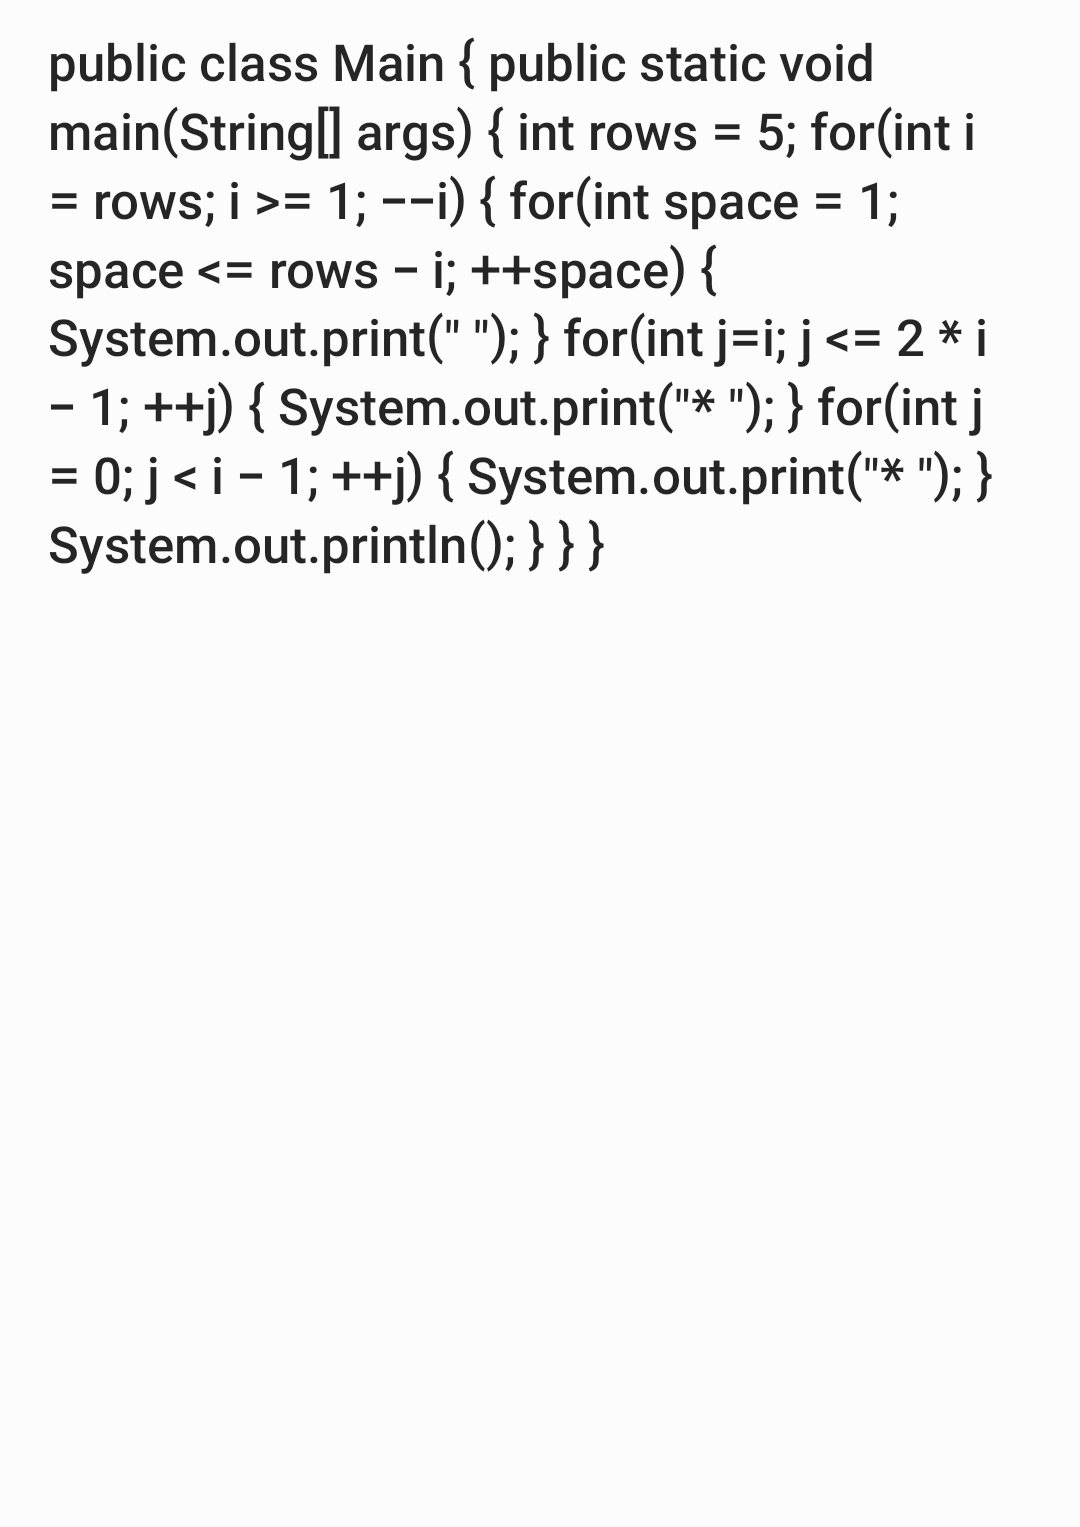 public class Main { public static void
main(String[] args) { int rows = 5; for(int i
= rows; i >= 1; −−i) { for(int space = 1;
space <= rows − i; ++space) {
System.out.print(" "); } for(int j=i; j <= 2 * i
− 1; ++j) { System.out.print("* "); } for(int j
= 0; j < i − 1; ++j) { System.out.print("* "); }
System.out.println(); } } }